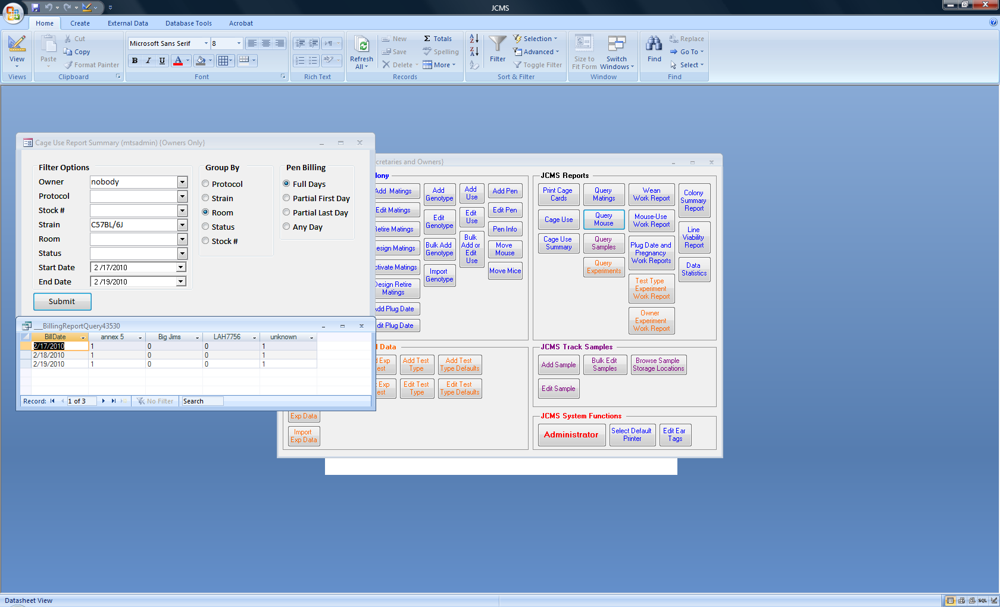 JCMS
Home Create External Data Database Tools Acrobat
View
Views
Paste
Cut
Copy
Format Painter
Clipboard
Microsoft Sans Serif 8
B I U A
Font
Rich Text
Refresh All
New
Save
Delete
Σ Totals
Spelling
More
Records
Filter
Selection
Advanced
Toggle Filter
Sort & Filter
Size to Fit Form
Switch Windows
Window
Find
Replace
Go To
Select
Find
Cage Use Report Summary (mtsadmin) {Owners Only}
Filter Options
Owner nobody
Protocol
Stock #
Strain C57BL/6J
Room
Status
Start Date 2 /17/2010
End Date 2 /19/2010
Submit
Group By
Protocol
Strain
Room
Status
Stock #
Pen Billing
Full Days
Partial First Day
Partial Last Day
Any Day
__BillingReportQuery43530
BillDate annex 5 Big Jims LAH7756 unknown
2/17/2010 1 0 0 1
2/18/2010 1 0 0 1
2/19/2010 1 0 0 1
Record: 1 of 3 No Filter Search
cretaries and Owners}
lony
Add Matings
Edit Matings
Retire Matings
esign Matings
ctivate Matings
Design Retire
Matings
Add Plug Date
dit Plug Date
Add
Genotype
Edit
Genotype
Bulk Add
Genotype
Import
Genotype
Add
Use
Edit
Use
Bulk
Add or
Edit
Use
Add Pen
Edit Pen
Pen Info
Move
Mouse
Move Mice
l Data
d Exp
est
Add Test
Type
Add Test
Type Defaults
t Exp
est
Edit Test
Type
Edit Test
Type Defaults
Exp Data
Import
Exp Data
JCMS Reports
Print Cage
Cards
Cage Use
Cage Use
Summary
Query
Matings
Query
Mouse
Query
Samples
Query
Experiments
Wean
Work Report
Mouse-Use
Work Report
Plug Date and
Pregnancy
Work Reports
Test Type
Experiment
Work Report
Owner
Experiment
Work Report
Colony
Summary
Report
Line
Viability
Report
Data
Statistics
JCMS Track Samples
Add Sample
Bulk Edit
Samples
Browse Sample
Storage Locations
Edit Sample
JCMS System Functions
Administrator
Select Default
Printer
Edit Ear
Tags
Datasheet View
SQL